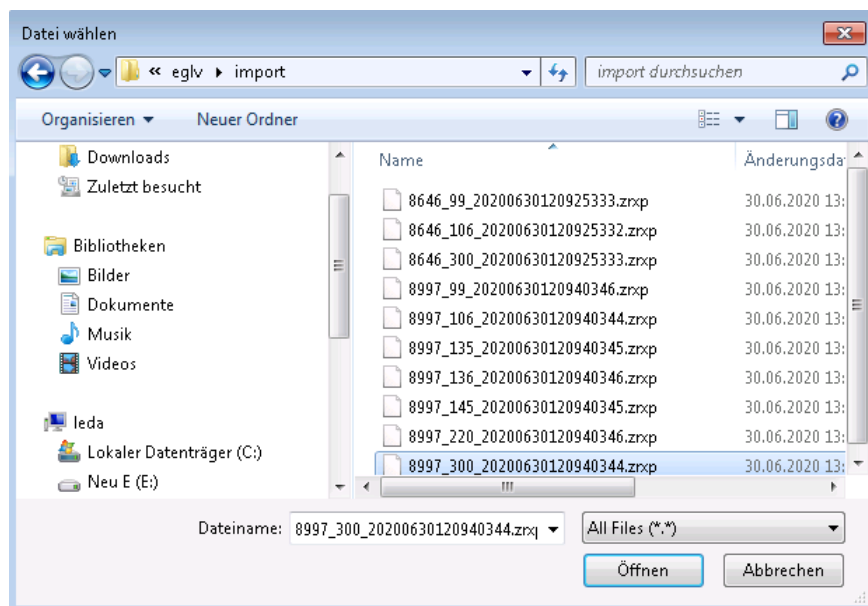 Datei wählen
« eglv ▸ import
import durchsuchen
Organisieren
Neuer Ordner
Downloads
Zuletzt besucht
Bibliotheken
Bilder
Dokumente
Musik
Videos
leda
Lokaler Datenträger (C:)
Neu E (E:)
Name Änderungsda
8646_99_20200630120925333.zrxp 30.06.2020 13:
8646_106_20200630120925332.zrxp 30.06.2020 13:
8646_300_20200630120925333.zrxp 30.06.2020 13:
8997_99_20200630120940346.zrxp 30.06.2020 13:
8997_106_20200630120940344.zrxp 30.06.2020 13:
8997_135_20200630120940345.zrxp 30.06.2020 13:
8997_136_20200630120940346.zrxp 30.06.2020 13:
8997_145_20200630120940345.zrxp 30.06.2020 13:
8997_220_20200630120940346.zrxp 30.06.2020 13:
8997_300_20200630120940344.zrxp 30.06.2020 13:
Dateiname: 8997_300_20200630120940344.zrxp
All Files (*.*)
Öffnen
Abbrechen